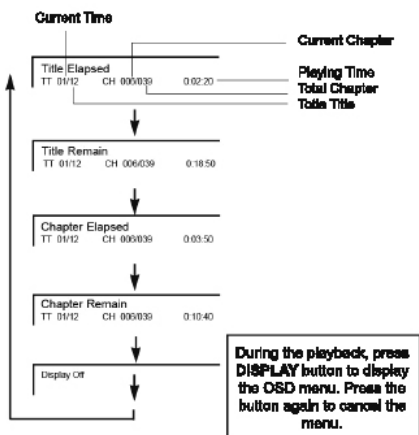 Current Time
Current Chapter
Title Elapsed
TT 01/12 CH 006/039 0:02:20
Playing Time
Total Chapter
Totle Title
Title Remain
TT 01/12 CH 006/039 0:18:50
Chapter Elapsed
TT 01/12 CH 006/039 0:03:50
Chapter Remain
TT 01/12 CH 006/039 0:10:40
Display Off
During the playback, press
DISPLAY button to display
the OSD menu. Press the
button again to cancel the
menu.